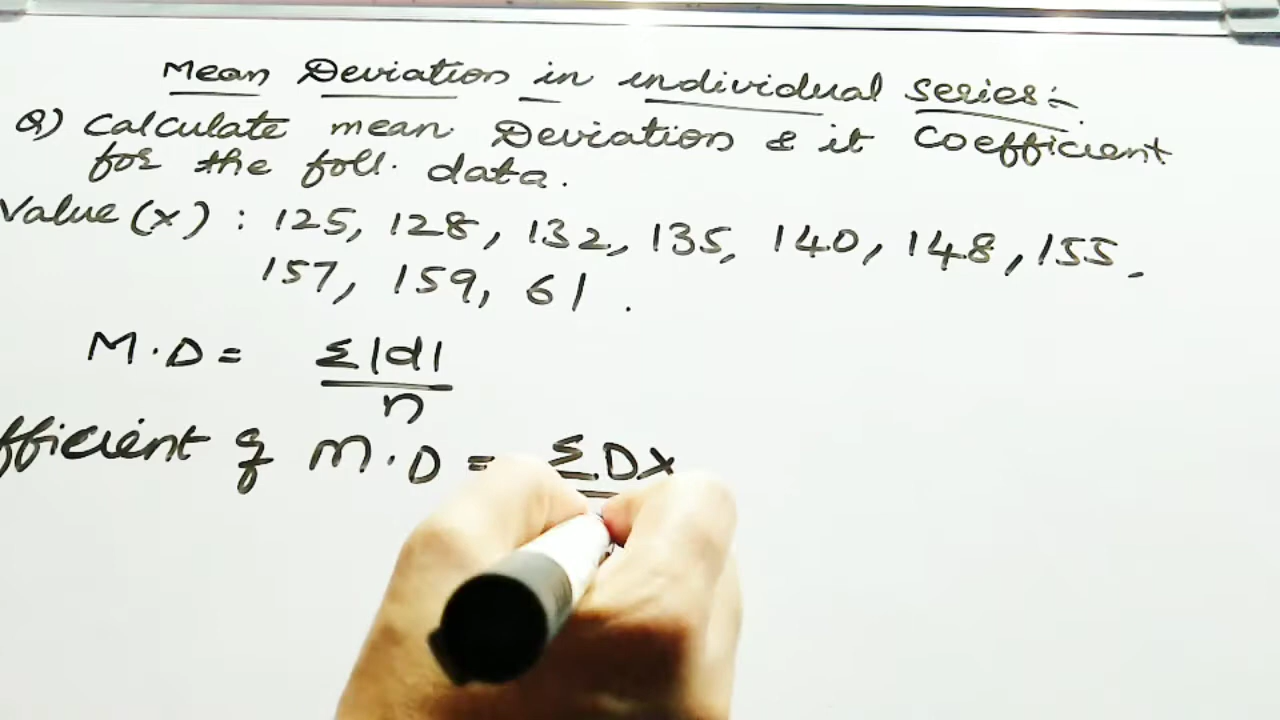 Mean Deviation in individual series:-
Q) Calculate mean Deviation & it Coefficient
for the foll. data.
Value (x) : 125, 128, 132, 135, 140, 148, 155,
157, 159, 61.
M.D = Σ|d|
n
fficient of M.D = Σ.Dx